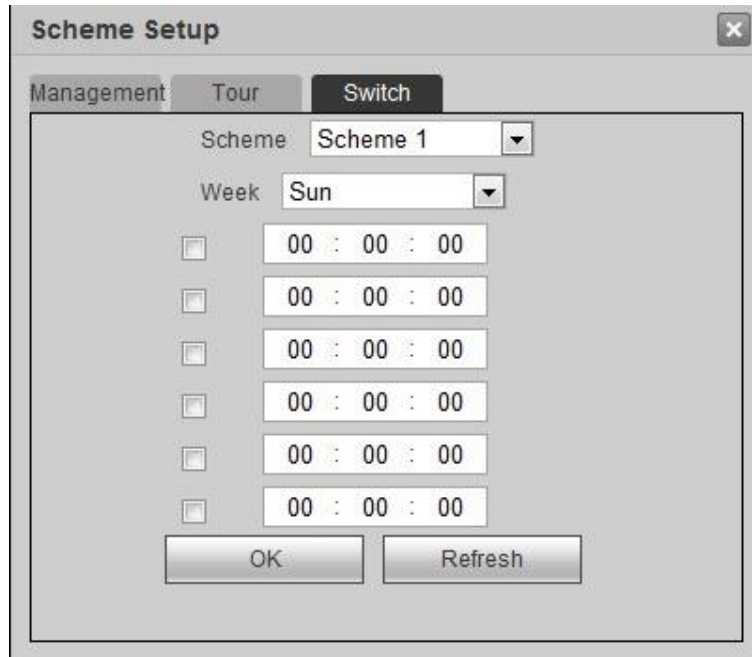 Scheme Setup
Management Tour Switch
Scheme Scheme 1
Week Sun
00 : 00 : 00
00 : 00 : 00
00 : 00 : 00
00 : 00 : 00
00 : 00 : 00
00 : 00 : 00
OK Refresh